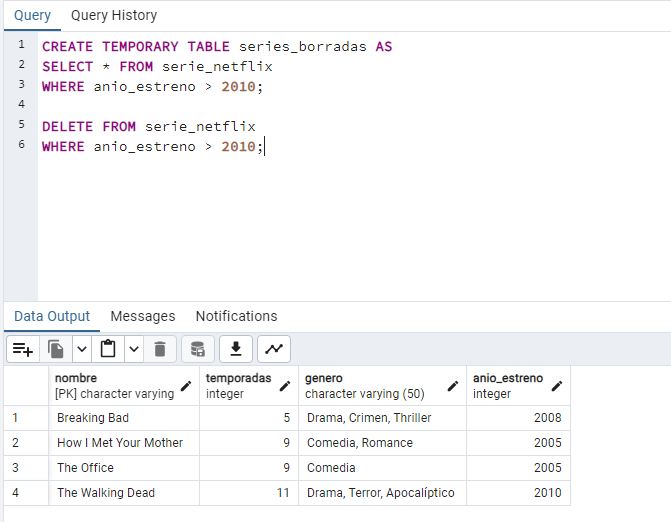 Query Query History
1 CREATE TEMPORARY TABLE series_borradas AS
2 SELECT * FROM serie_netflix
3 WHERE anio_estreno > 2010;
4
5 DELETE FROM serie_netflix
6 WHERE anio_estreno > 2010;
Data Output Messages Notifications
nombre temporadas genero anio_estreno
[PK] character varying integer character varying (50) integer
1 Breaking Bad 5 Drama, Crimen, Thriller 2008
2 How I Met Your Mother 9 Comedia, Romance 2005
3 The Office 9 Comedia 2005
4 The Walking Dead 11 Drama, Terror, Apocalíptico 2010